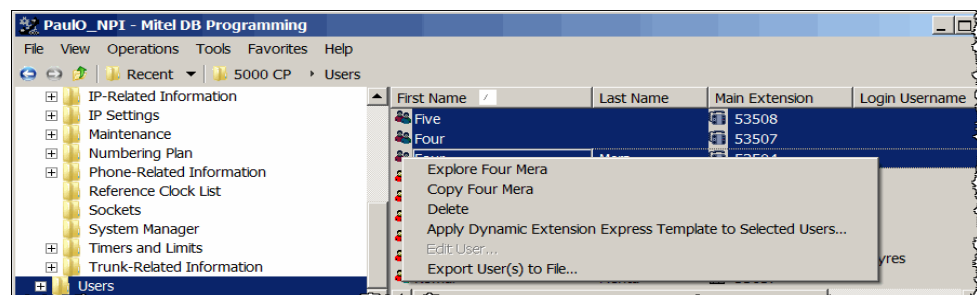 PaulO_NPI - Mitel DB Programming
File View Operations Tools Favorites Help
Recent 5000 CP Users
IP-Related Information
IP Settings
Maintenance
Numbering Plan
Phone-Related Information
Reference Clock List
Sockets
System Manager
Timers and Limits
Trunk-Related Information
Users
First Name Last Name Main Extension Login Username
Five 53508
Four 53507
Explore Four Mera
Copy Four Mera
Delete
Apply Dynamic Extension Express Template to Selected Users...
Edit User...
Export User(s) to File...
yres